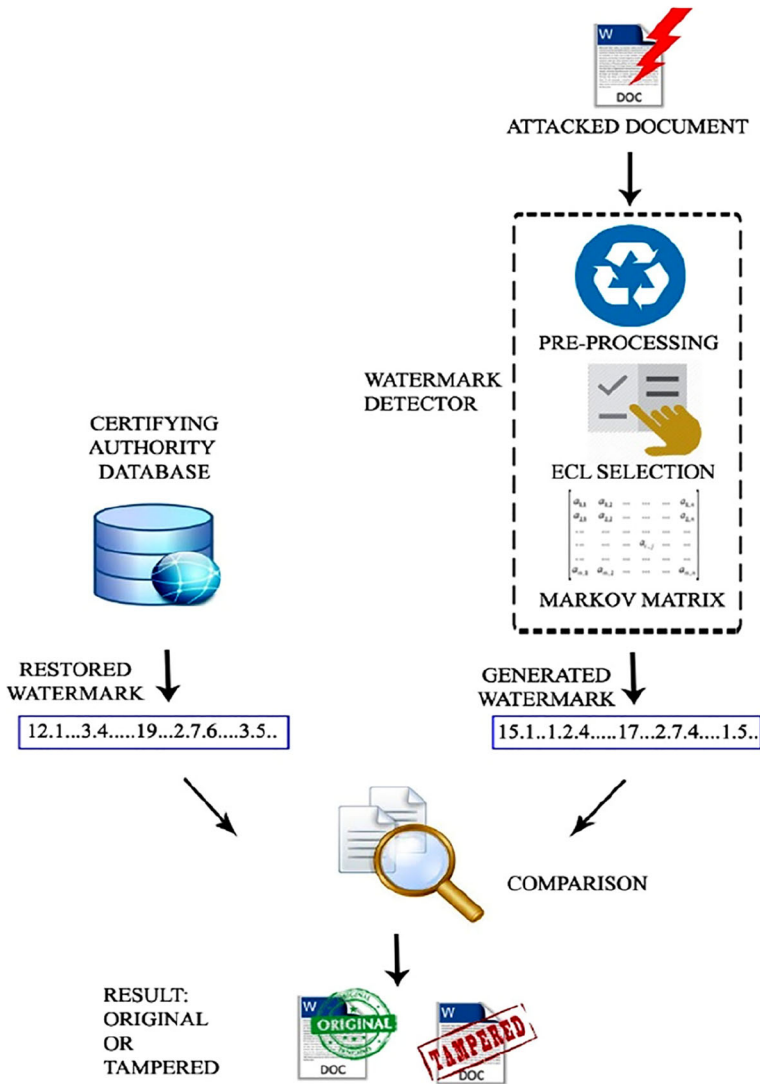 W
DOC
ATTACKED DOCUMENT
PRE-PROCESSING
WATERMARK
DETECTOR
ECL SELECTION
MARKOV MATRIX
CERTIFYING
AUTHORITY
DATABASE
RESTORED
WATERMARK
12.1...3.4.....19...2.7.6....3.5..
GENERATED
WATERMARK
15.1..1.2.4.....17...2.7.4....1.5..
COMPARISON
RESULT:
ORIGINAL
OR
TAMPERED
W
ORIGINAL
DOC
W
TAMPERED
DOC